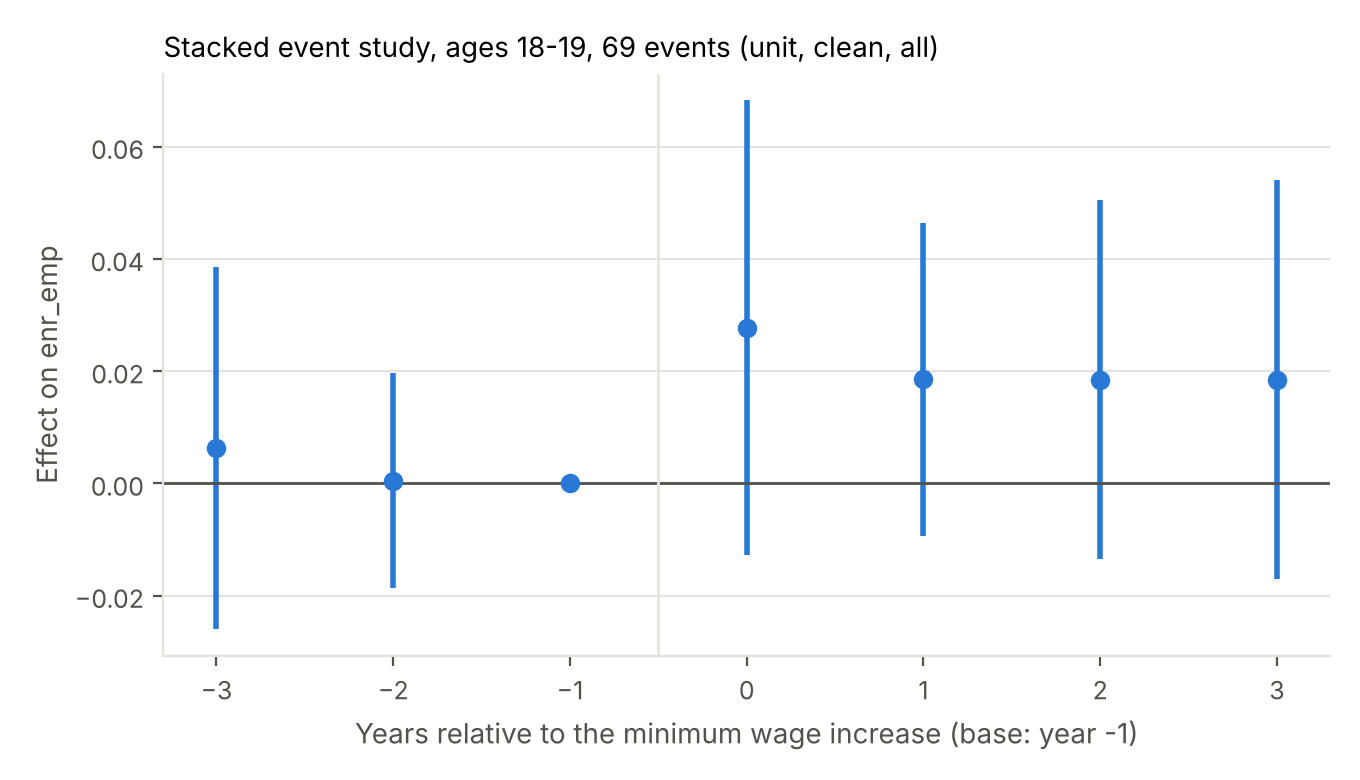 Stacked event study, ages 18-19, 69 events (unit, clean, all)
Effect on enr_emp
0.06
0.04
0.02
0.00
−0.02
−3 −2 −1 0 1 2 3
Years relative to the minimum wage increase (base: year -1)